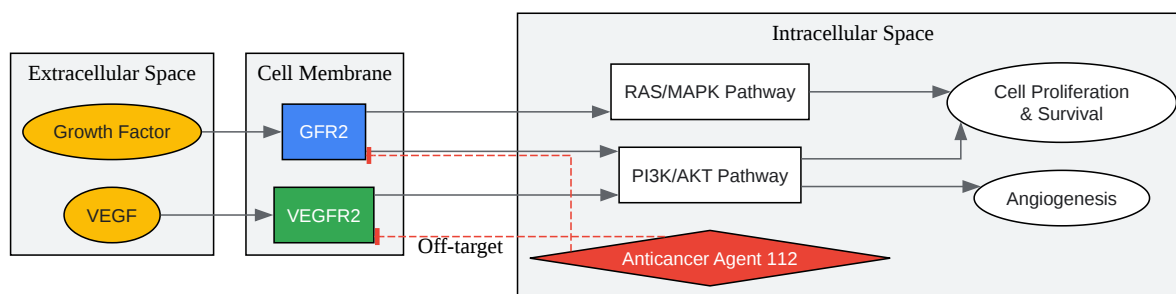 Intracellular Space
Extracellular Space
Cell Membrane
Growth Factor
GFR2
RAS/MAPK Pathway
Cell Proliferation
& Survival
VEGF
VEGFR2
PI3K/AKT Pathway
Angiogenesis
Off-target
Anticancer Agent 112